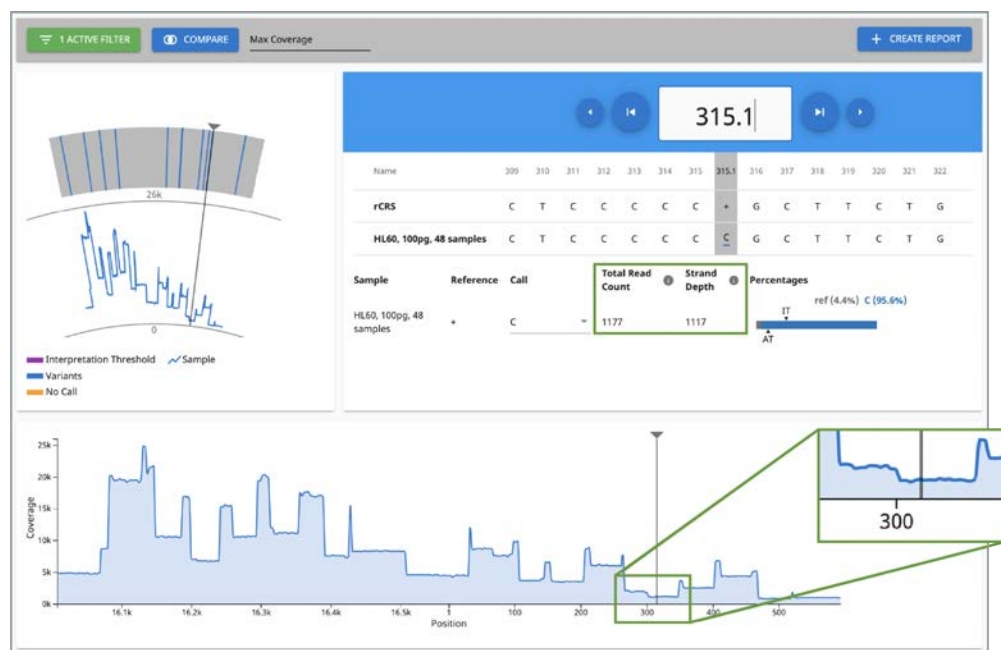 1 ACTIVE FILTER COMPARE Max Coverage + CREATE REPORT
315.1
26k
0
Interpretation Threshold Sample
Variants
No Call
Name 309 310 311 312 313 314 315 315.1 316 317 318 319 320 321 322
rCRS C T C C C C C + G C T T C T G
HL60, 100pg, 48 samples C T C C C C C C G C T T C T G
Sample Reference Call Total Read Count Strand Depth Percentages
ref (4.4%) C (95.6%)
IT
HL60, 100pg, 48 samples + C 1177 1117
AT
25k
20k
15k
10k
5k
0k
Coverage
16.1k 16.2k 16.3k 16.4k 16.5k 1 100 200 300 400 500
Position
300